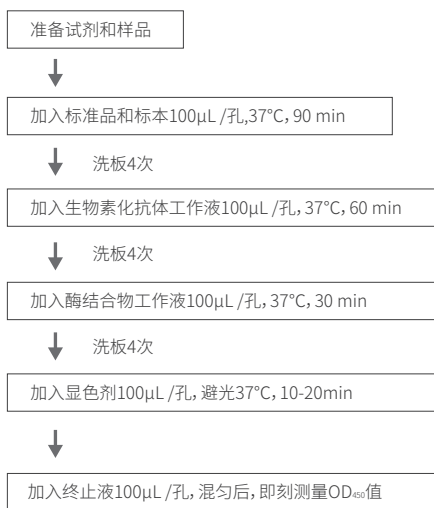 准备试剂和样品
加入标准品和标本100μL /孔,37°C，90 min
洗板4次
加入生物素化抗体工作液100μL /孔，37°C，60 min
洗板4次
加入酶结合物工作液100μL /孔，37°C，30 min
洗板4次
加入显色剂100μL /孔，避光37°C，10-20min
加入终止液100μL /孔，混匀后，即刻测量OD₄₅₀值